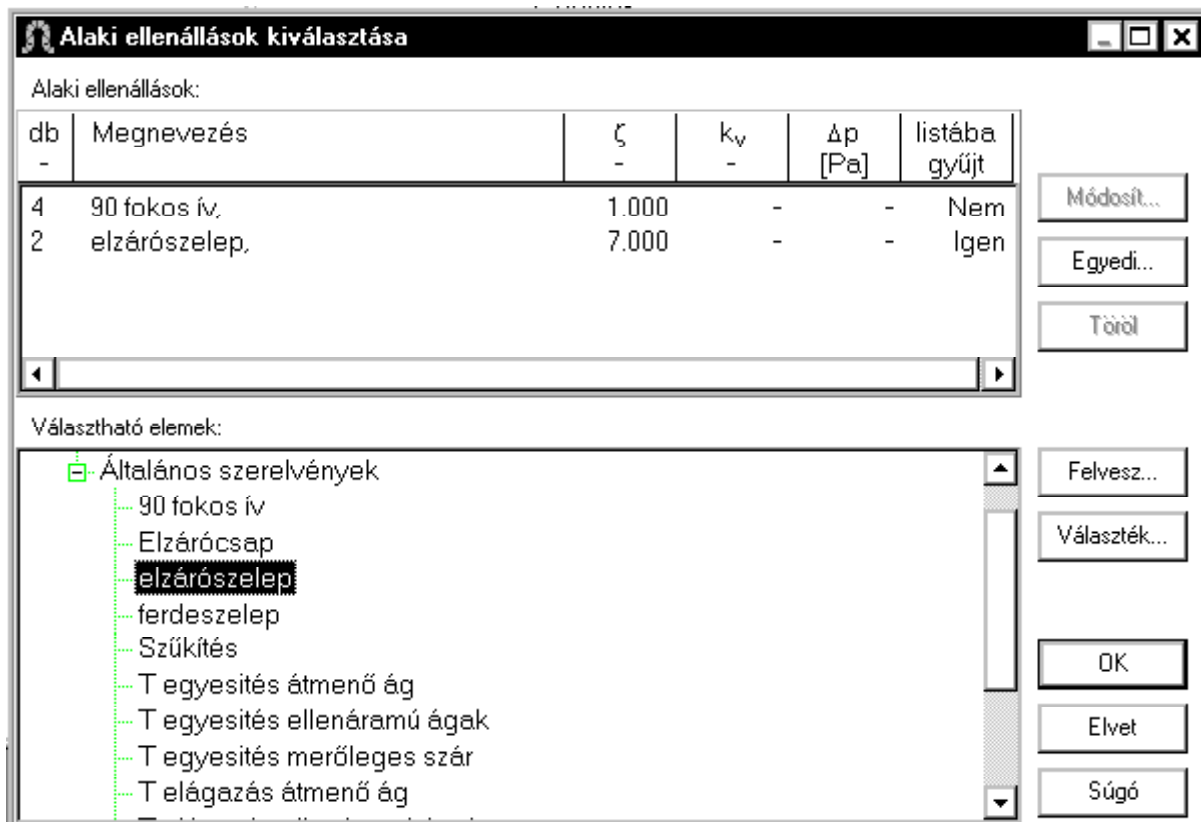 Alaki ellenállások kiválasztása
Alaki ellenállások:
db Megnevezés ζ kv Δp listába
- - - [Pa] gyűjt
4 90 fokos ív, 1.000 - - Nem
2 elzárószelep, 7.000 - - Igen
Módosít...
Egyedi...
Töröl
Választható elemek:
Általános szerelvények
90 fokos ív
Elzárócsap
elzárószelep
ferdeszelep
Szűkítés
T egyesités átmenő ág
T egyesités ellenáramú ágak
T egyesités merőleges szár
T elágazás átmenő ág
Felvesz...
Választék...
OK
Elvet
Súgó